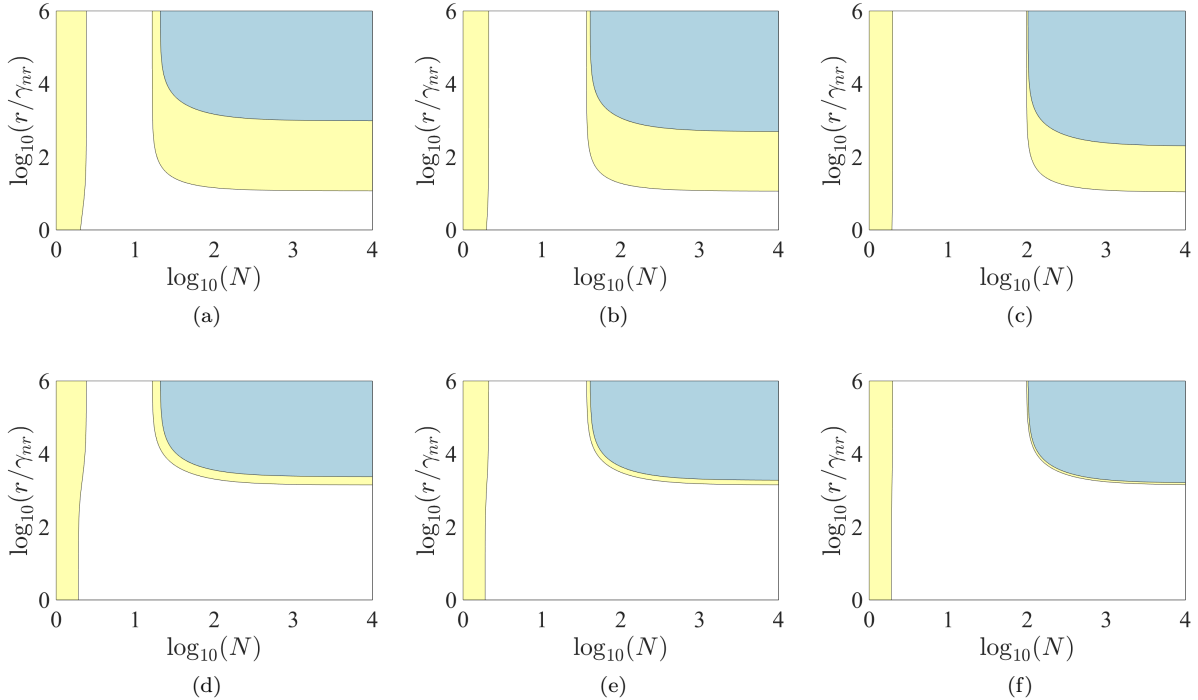 6 6 6
4 4 4
log10(r/γnr) log10(r/γnr) log10(r/γnr)
2 2 2
0 0 0
0 1 2 3 4 0 1 2 3 4 0 1 2 3 4
log10(N) log10(N) log10(N)
(a) (b) (c)
6 6 6
4 4 4
log10(r/γnr) log10(r/γnr) log10(r/γnr)
2 2 2
0 0 0
0 1 2 3 4 0 1 2 3 4 0 1 2 3 4
log10(N) log10(N) log10(N)
(d) (e) (f)